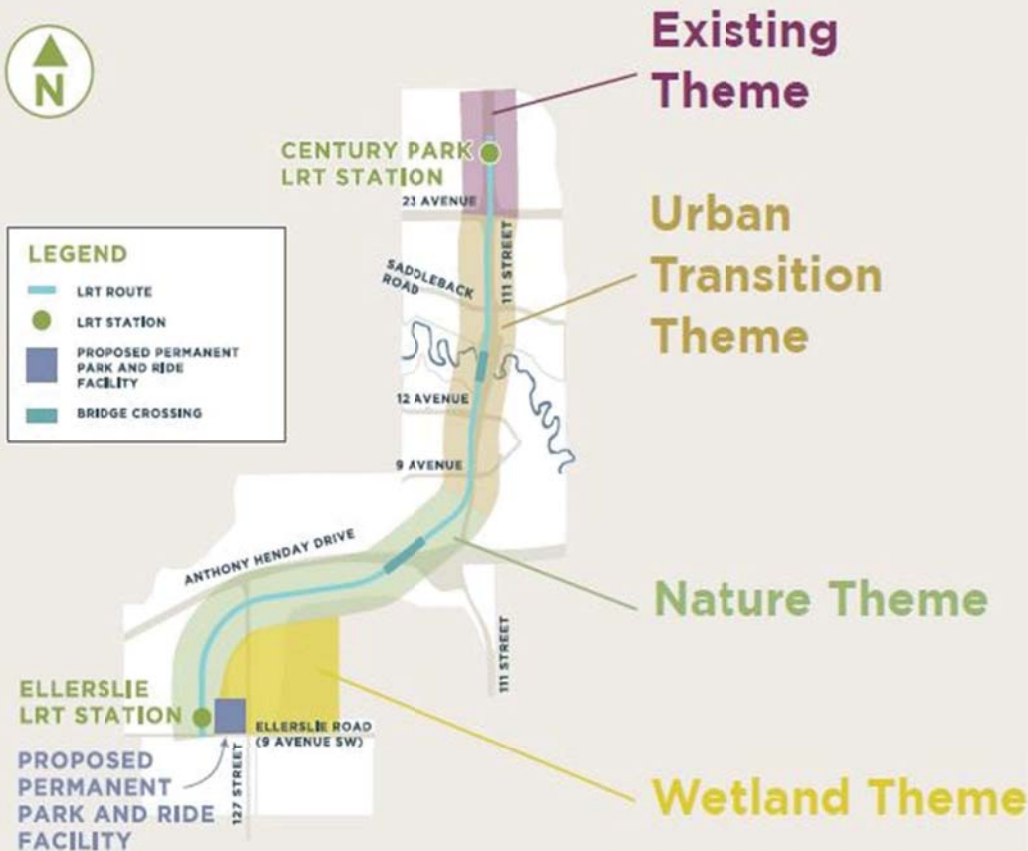 N
Existing
Theme
CENTURY PARK
LRT STATION
23 AVENUE
Urban
Transition
Theme
111 STREET
SADDLEBACK
ROAD
LEGEND
LRT ROUTE
LRT STATION
PROPOSED PERMANENT
PARK AND RIDE
FACILITY
BRIDGE CROSSING
12 AVENUE
9 AVENUE
ANTHONY HENDAY DRIVE
Nature Theme
111 STREET
ELLERSLIE
LRT STATION
ELLERSLIE ROAD
(9 AVENUE SW)
127 STREET
PROPOSED
PERMANENT
PARK AND RIDE
FACILITY
Wetland Theme